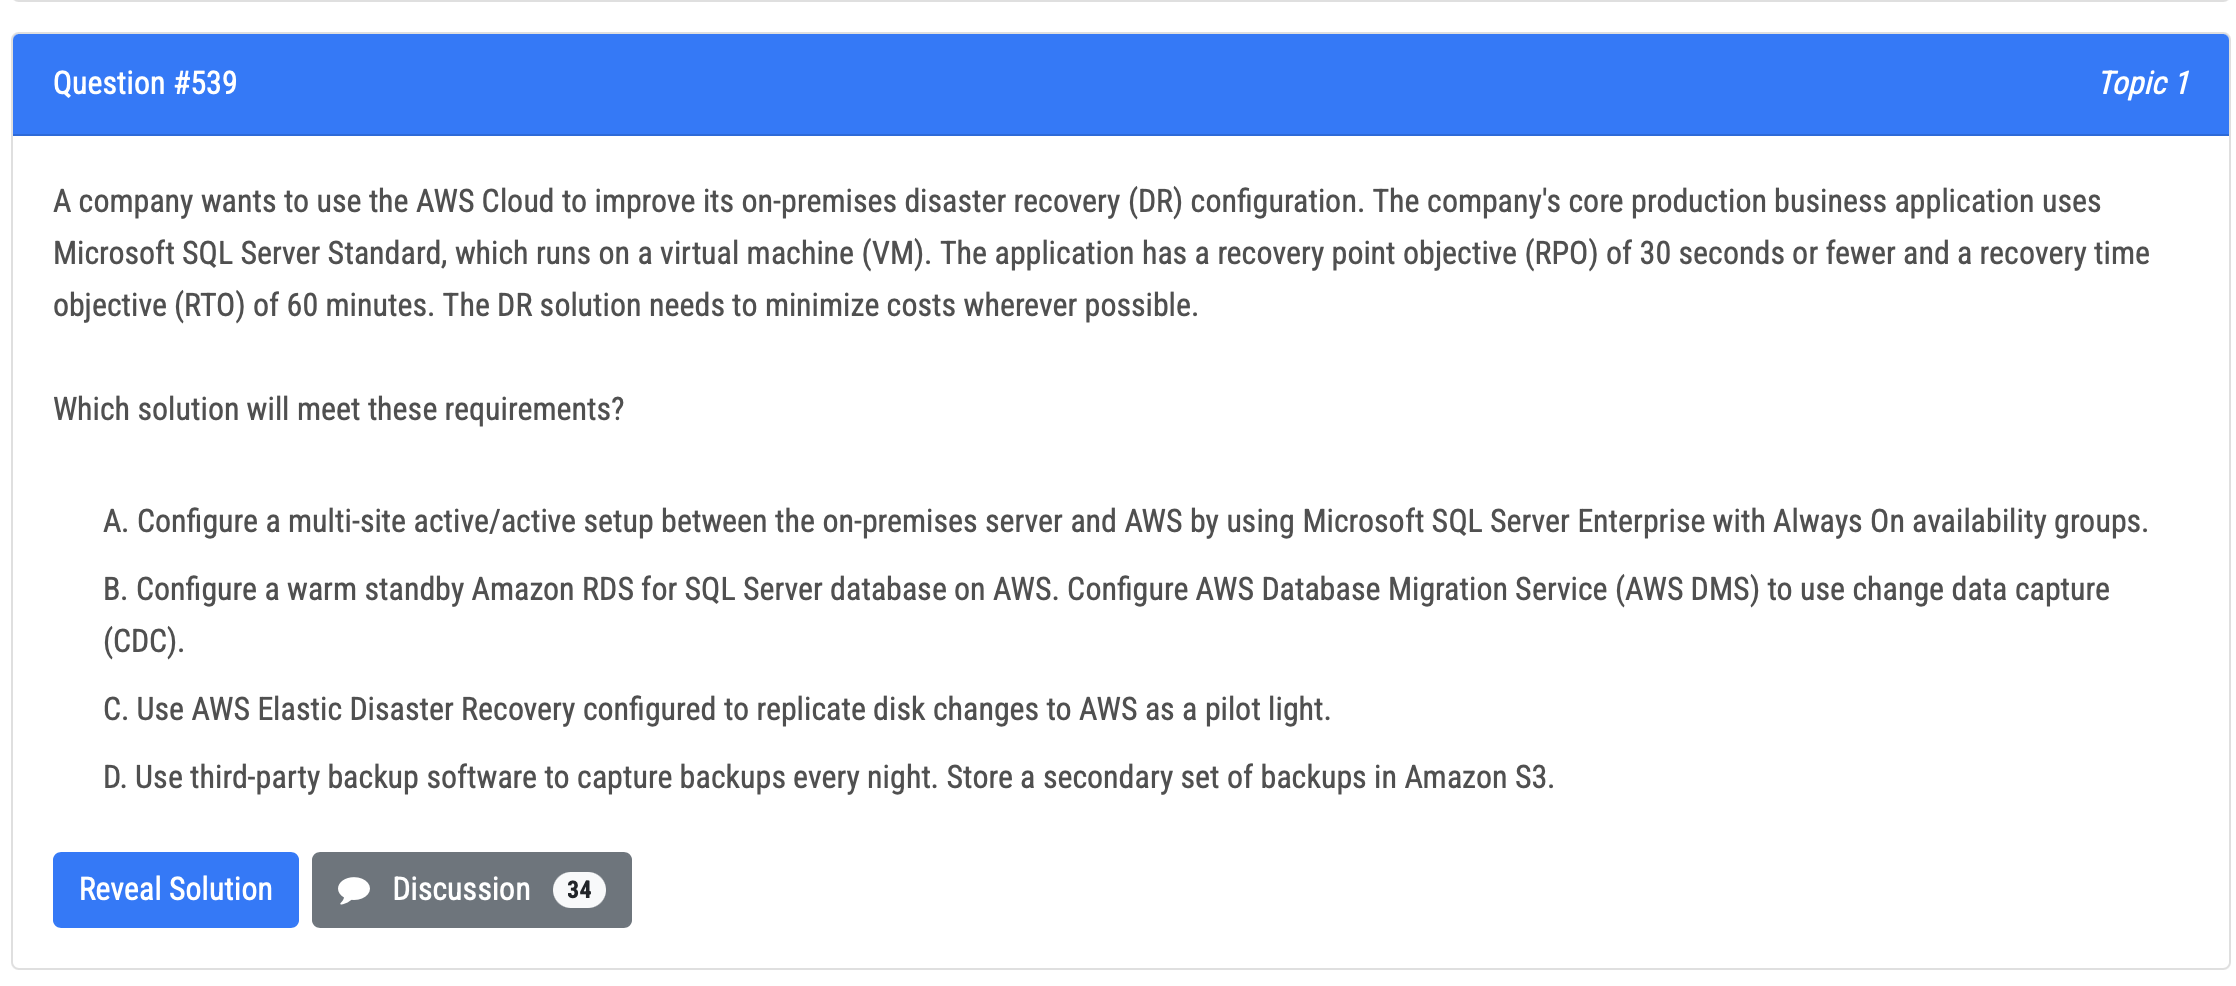 Question #539
Topic 1
A company wants to use the AWS Cloud to improve its on-premises disaster recovery (DR) configuration. The company's core production business application uses
Microsoft SQL Server Standard, which runs on a virtual machine (VM). The application has a recovery point objective (RPO) of 30 seconds or fewer and a recovery time
objective (RTO) of 60 minutes. The DR solution needs to minimize costs wherever possible.
Which solution will meet these requirements?
A. Configure a multi-site active/active setup between the on-premises server and AWS by using Microsoft SQL Server Enterprise with Always On availability groups.
B. Configure a warm standby Amazon RDS for SQL Server database on AWS. Configure AWS Database Migration Service (AWS DMS) to use change data capture
(CDC).
C. Use AWS Elastic Disaster Recovery configured to replicate disk changes to AWS as a pilot light.
D. Use third-party backup software to capture backups every night. Store a secondary set of backups in Amazon S3.
Reveal Solution
Discussion 34